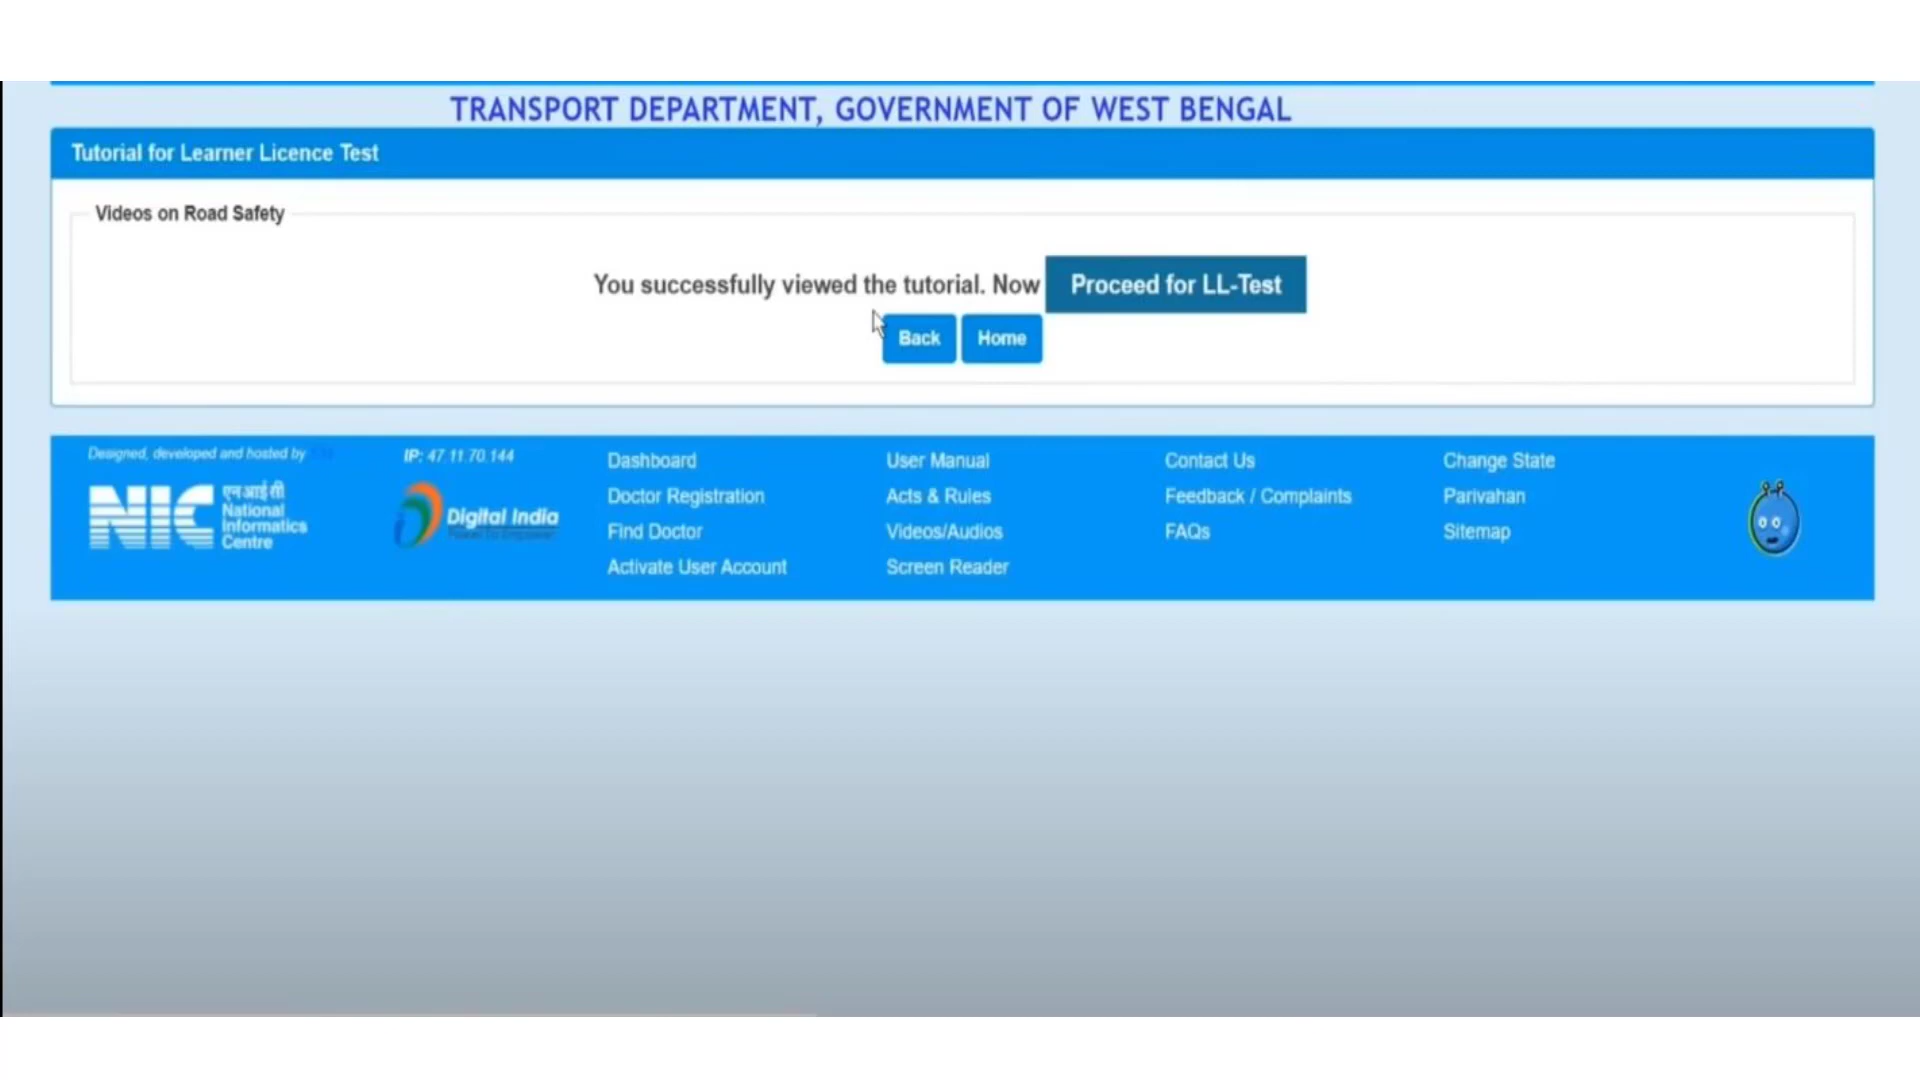 TRANSPORT DEPARTMENT, GOVERNMENT OF WEST BENGAL
Tutorial for Learner Licence Test
Videos on Road Safety
You successfully viewed the tutorial. Now Proceed for LL-Test
Back Home
Designed, developed and hosted by
IP: 47.11.70.144
NIC एनआईसी
National
Informatics
Centre
Digital India
Dashboard
Doctor Registration
Find Doctor
Activate User Account
User Manual
Acts & Rules
Videos/Audios
Screen Reader
Contact Us
Feedback / Complaints
FAQs
Change State
Parivahan
Sitemap